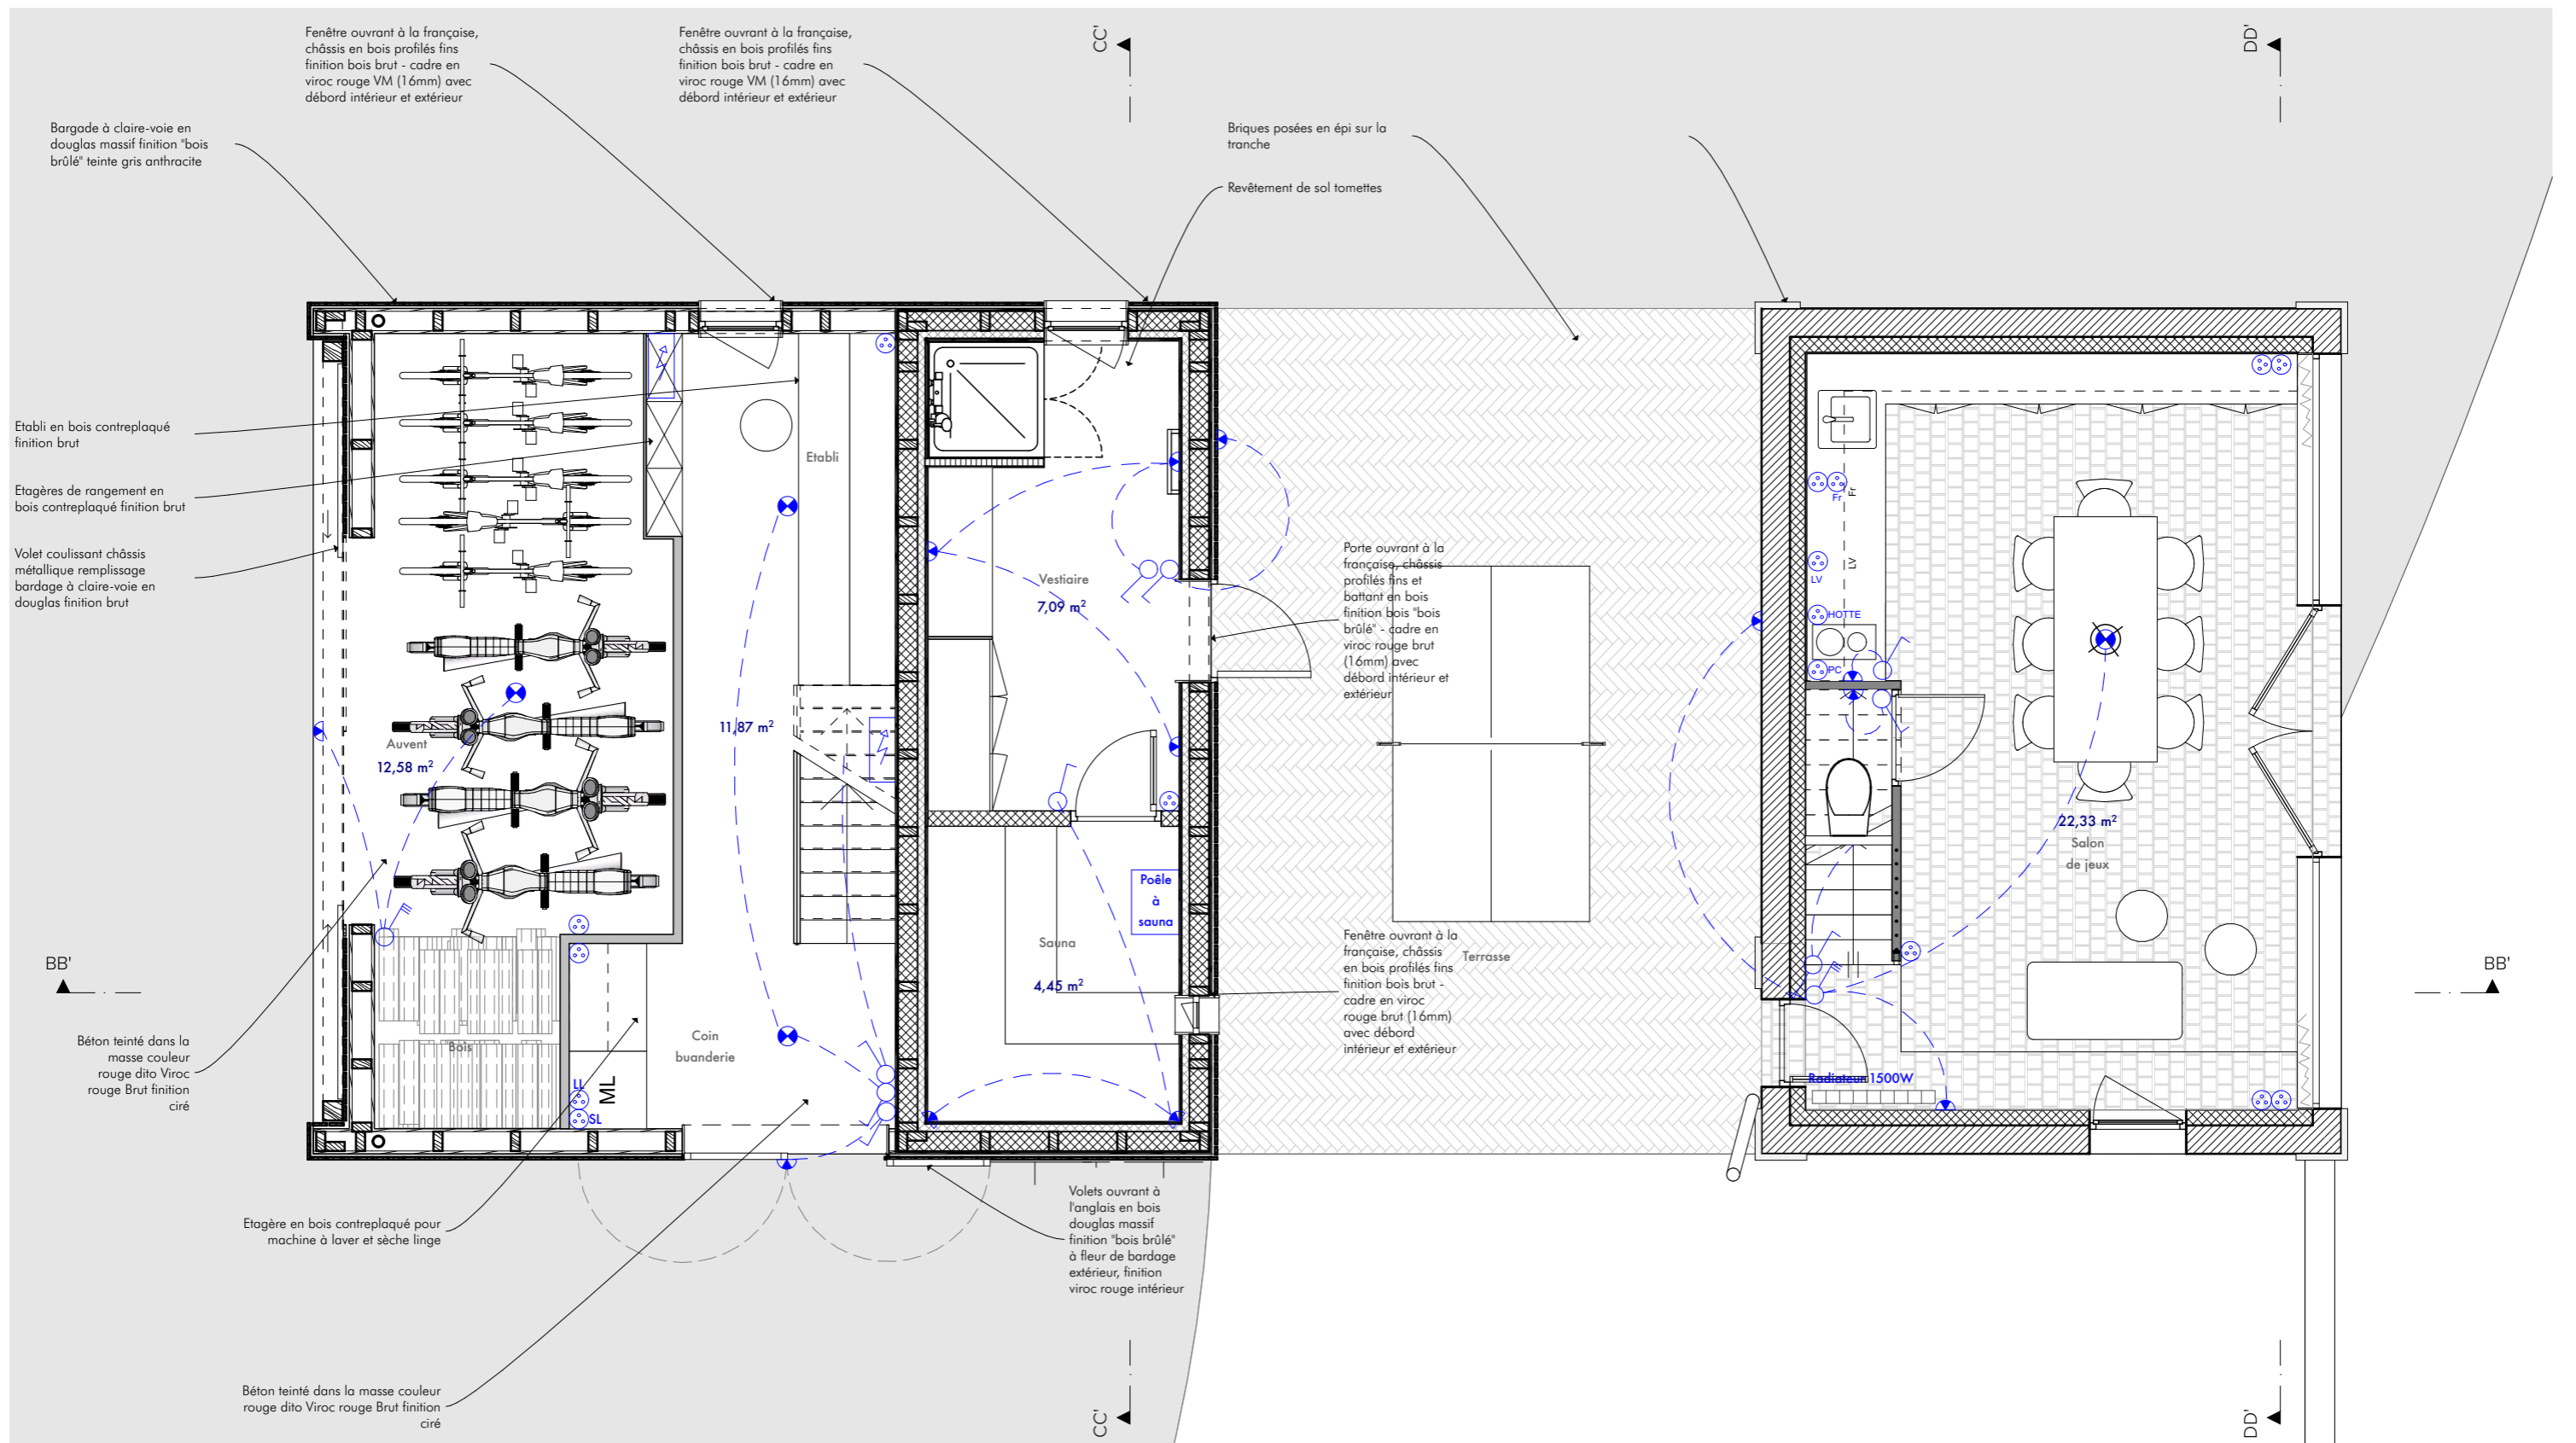 Fenêtre ouvrant à la française,
châssis en bois profilés fins
finition bois brut - cadre en
viroc rouge VM (16mm) avec
débord intérieur et extérieur
Fenêtre ouvrant à la française,
châssis en bois profilés fins
finition bois brut - cadre en
viroc rouge VM (16mm) avec
débord intérieur et extérieur
CC'
DD'
Bargade à claire-voie en
douglas massif finition "bois
brûlé" teinte gris anthracite
Briques posées en épi sur la
tranche
Revêtement de sol tomettes
Etabli en bois contreplaqué
finition brut
Etagères de rangement en
bois contreplaqué finition brut
Volet coulissant châssis
métallique remplissage
bardage à claire-voie en
douglas finition brut
Etabli
Vestiaire
7,09 m²
Porte ouvrant à la
française, châssis
profilés fins et
battant en bois
finition bois "bois
brûlé" - cadre en
viroc rouge brut
(16mm) avec
débord intérieur et
extérieur
Fr
Fr
LV
LV
HOTTE
PC
Auvent
12,58 m²
11,87 m²
22,33 m²
Salon
de jeux
Poêle
à
sauna
Sauna
4,45 m²
Fenêtre ouvrant à la
française, châssis
en bois profilés fins
finition bois brut -
cadre en viroc
rouge brut (16mm)
avec débord
intérieur et extérieur
Terrasse
BB'
BB'
Béton teinté dans la
masse couleur
rouge dito Viroc
rouge Brut finition
ciré
Bois
Coin
buanderie
LL
ML
SL
Radiateur 1500W
Etagère en bois contreplaqué pour
machine à laver et sèche linge
Volets ouvrant à
l'anglais en bois
douglas massif
finition "bois brûlé"
à fleur de bardage
extérieur, finition
viroc rouge intérieur
Béton teinté dans la masse couleur
rouge dito Viroc rouge Brut finition
ciré
CC'
DD'